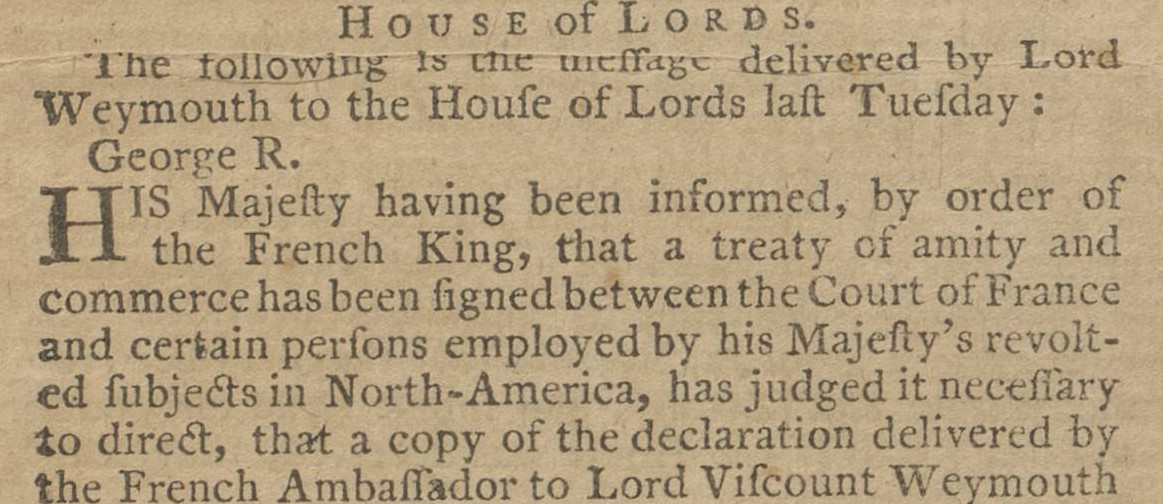 HOUSE of LORDS.
The following is the meſſage delivered by Lord
Weymouth to the Houſe of Lords laſt Tueſday :
George R.
HIS Majeſty having been informed, by order of
the French King, that a treaty of amity and
commerce has been ſigned between the Court of France
and certain perſons employed by his Majeſty's revolt-
ed ſubjects in North-America, has judged it neceſſary
to direct, that a copy of the declaration delivered by
the French Ambaſſador to Lord Viſcount Weymouth